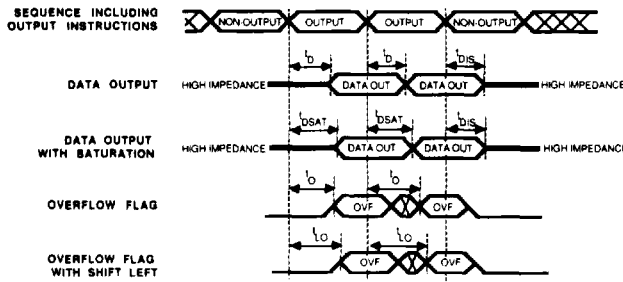 SEQUENCE INCLUDING
OUTPUT INSTRUCTIONS
NON-OUTPUT OUTPUT OUTPUT NON-OUTPUT
tD tD tDIS
DATA OUTPUT HIGH IMPEDANCE DATA OUT DATA OUT HIGH IMPEDANCE
tDSAT tDSAT tDIS
DATA OUTPUT
WITH SATURATION
HIGH IMPEDANCE DATA OUT DATA OUT HIGH IMPEDANCE
tO tO
OVERFLOW FLAG OVF OVF
tLO tLO
OVERFLOW FLAG
WITH SHIFT LEFT
OVF OVF